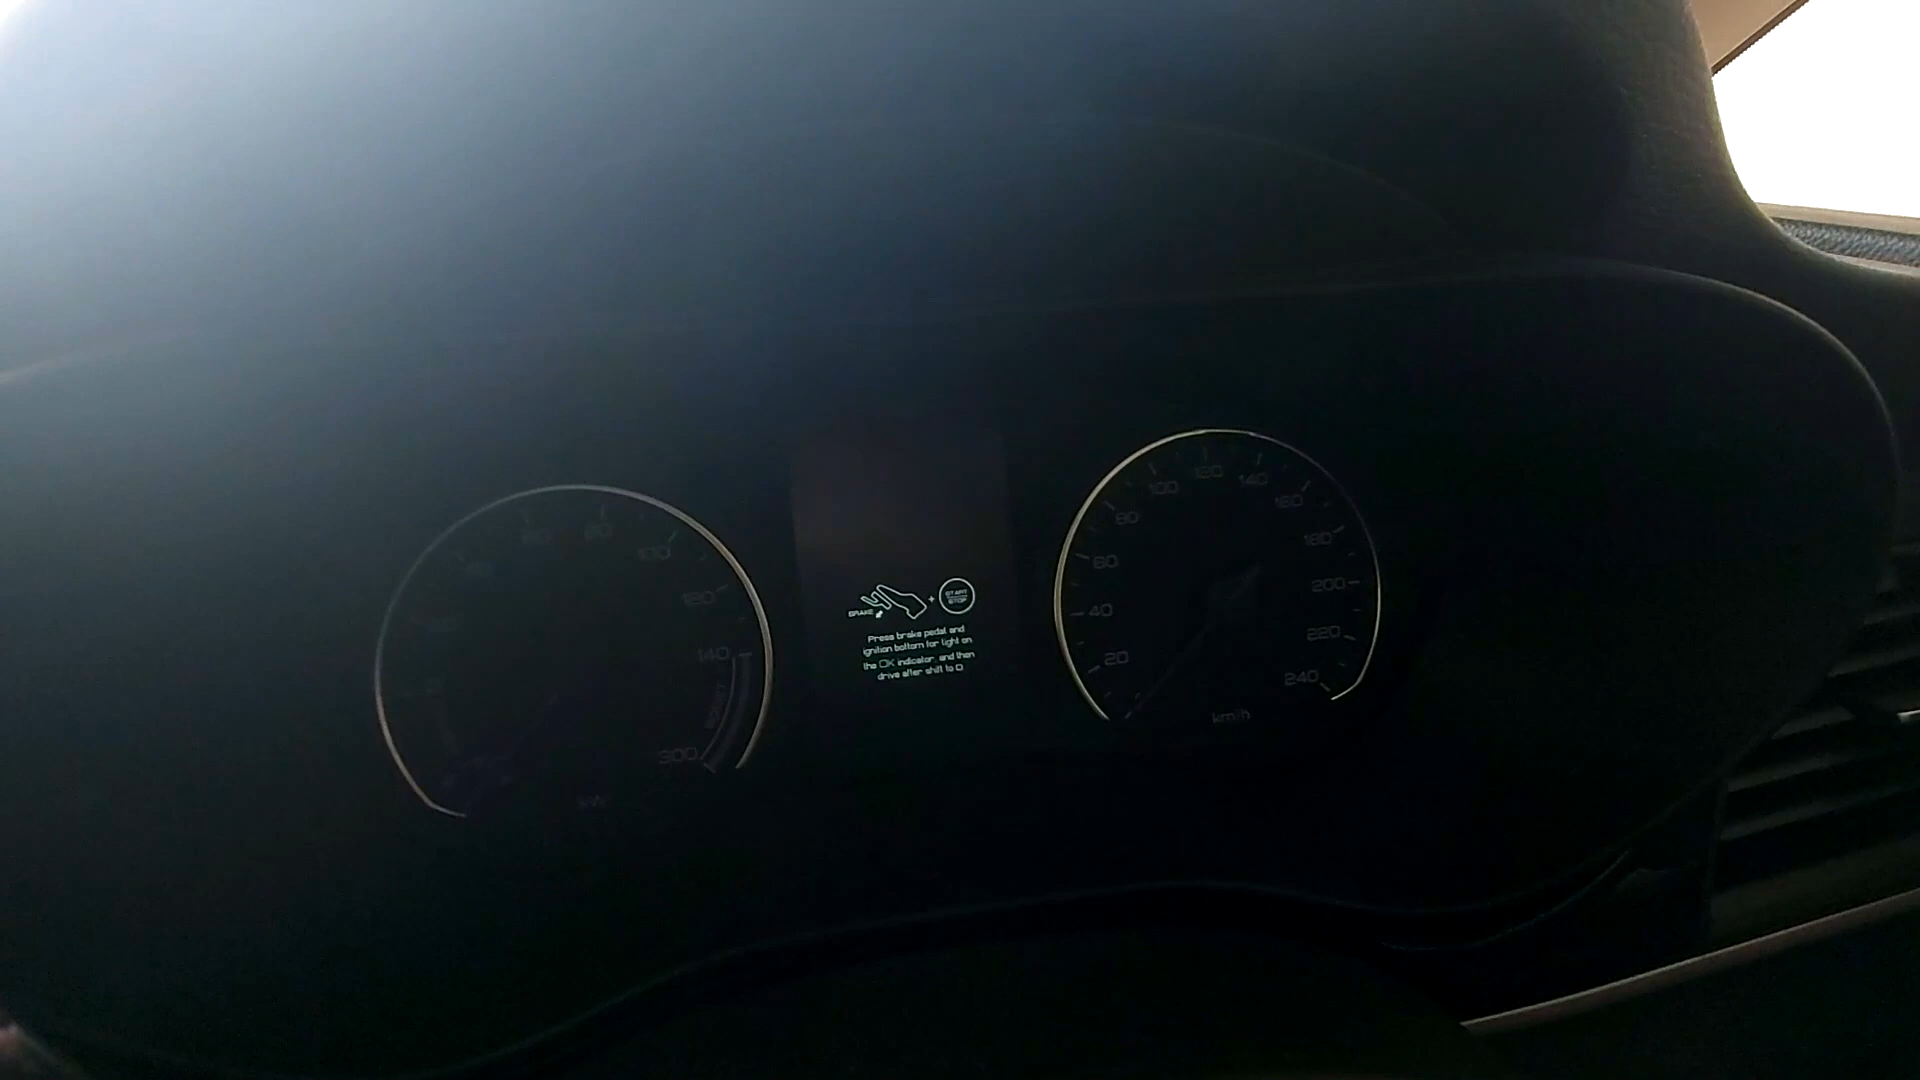 BRAKE + START STOP
Press brake pedal and
ignition bottom for light on
the OK indicator, and then
drive after shift to D
80
100
120
140
300
kW
20
40
60
80
100
120
140
160
180
200
220
240
km/h